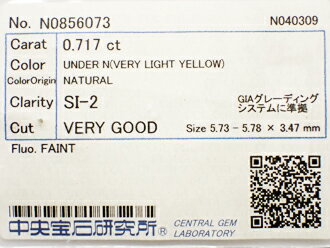 No. N0856073 N040309
Carat 0.717 ct
Color UNDER N(VERY LIGHT YELLOW)
ColorOrigin NATURAL
Clarity SI-2 GIAグレーディング
システムに準拠
Cut VERY GOOD Size 5.73 - 5.78 × 3.47 mm
Fluo. FAINT
中央宝石研究所® CENTRAL GEM
LABORATORY